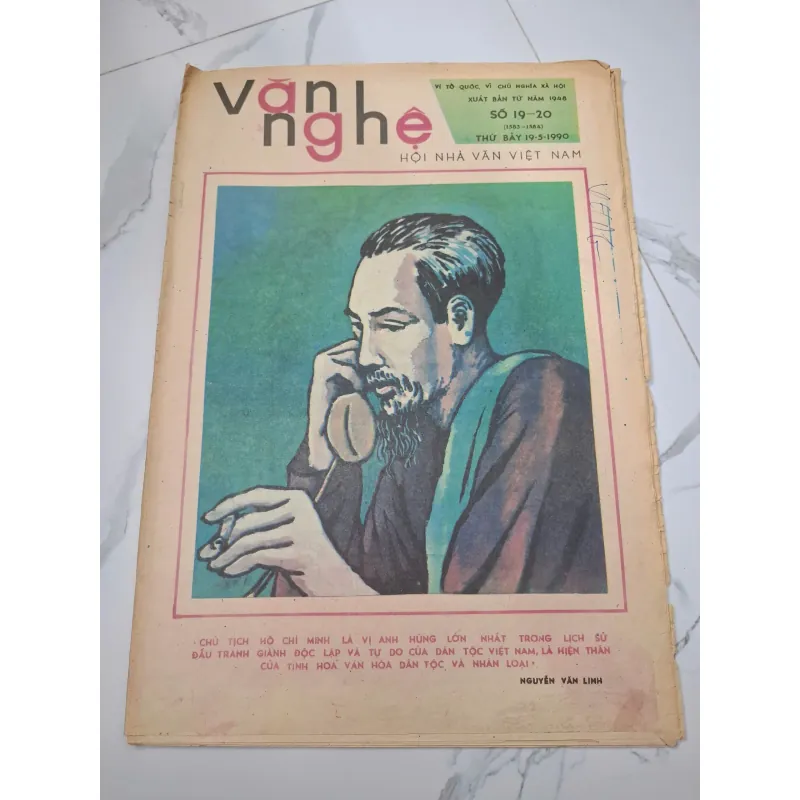 văn
nghệ
VÌ TỔ QUỐC, VÌ CHỦ NGHĨA XÃ HỘI
XUẤT BẢN TỪ NĂM 1948
SỐ 19-20
(1583-1584)
THỨ BẢY 19-5-1990
HỘI NHÀ VĂN VIỆT NAM
CHỦ TỊCH HỒ CHÍ MINH LÀ VỊ ANH HÙNG LỚN NHẤT TRONG LỊCH SỬ
ĐẤU TRANH GIÀNH ĐỘC LẬP VÀ TỰ DO CỦA DÂN TỘC VIỆT NAM, LÀ HIỆN THÂN
CỦA TINH HOA VĂN HÓA DÂN TỘC VÀ NHÂN LOẠI
NGUYỄN VĂN LINH